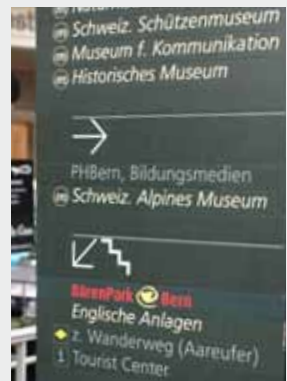 Schweiz. Schützenmuseum
Museum f. Kommunikation
Historisches Museum
PHBern, Bildungsmedien
Schweiz. Alpines Museum
BärenPark Bern
Englische Anlagen
z. Wanderweg (Aareufer)
i Tourist Center